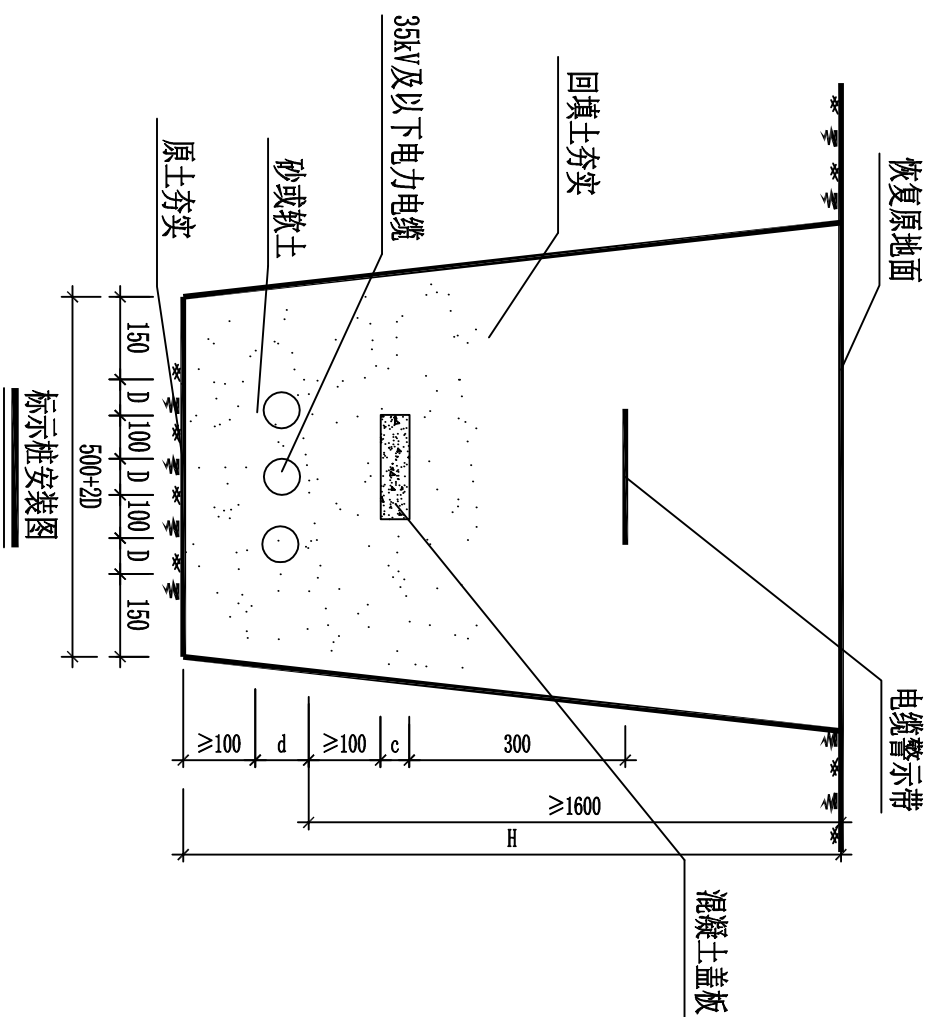 恢复原地面
回填土夯实
35kV及以下电力电缆
砂或软土
原土夯实
电缆警示带
混凝土盖板
300
c
≥100
d
≥100
≥1600
H
150
D
100
D
100
D
150
500+2D
标示桩安装图